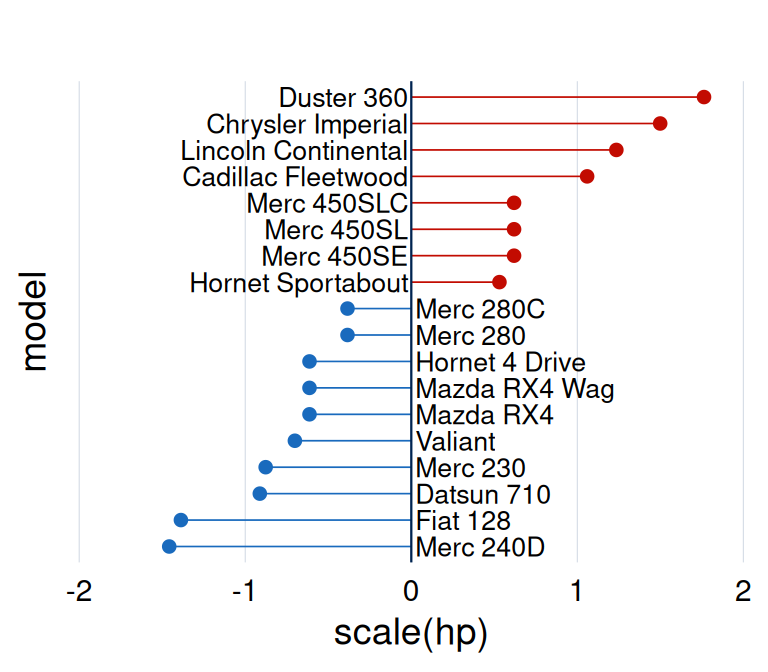 Duster 360
Chrysler Imperial
Lincoln Continental
Cadillac Fleetwood
Merc 450SLC
Merc 450SL
Merc 450SE
Hornet Sportabout
Merc 280C
Merc 280
Hornet 4 Drive
Mazda RX4 Wag
Mazda RX4
Valiant
Merc 230
Datsun 710
Fiat 128
Merc 240D
model
-2 -1 0 1 2
scale(hp)